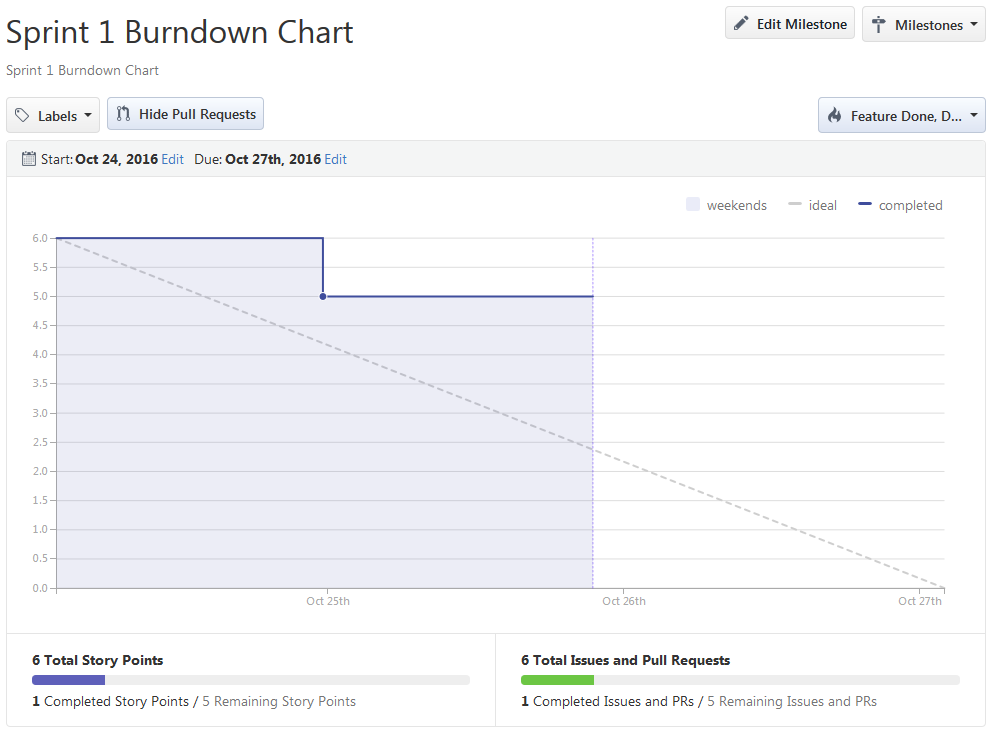 Sprint 1 Burndown Chart
Edit Milestone
Milestones
Sprint 1 Burndown Chart
Labels
Hide Pull Requests
Feature Done, D...
Start: Oct 24, 2016 Edit Due: Oct 27th, 2016 Edit
weekends ideal completed
6.0
5.5
5.0
4.5
4.0
3.5
3.0
2.5
2.0
1.5
1.0
0.5
0.0
Oct 25th Oct 26th Oct 27th
6 Total Story Points
1 Completed Story Points / 5 Remaining Story Points
6 Total Issues and Pull Requests
1 Completed Issues and PRs / 5 Remaining Issues and PRs